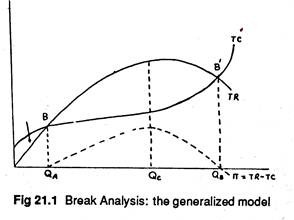 TC
B'
B
TR
QA
QC
QB
π = TR-TC
Fig 21.1 Break Analysis: the generalized model